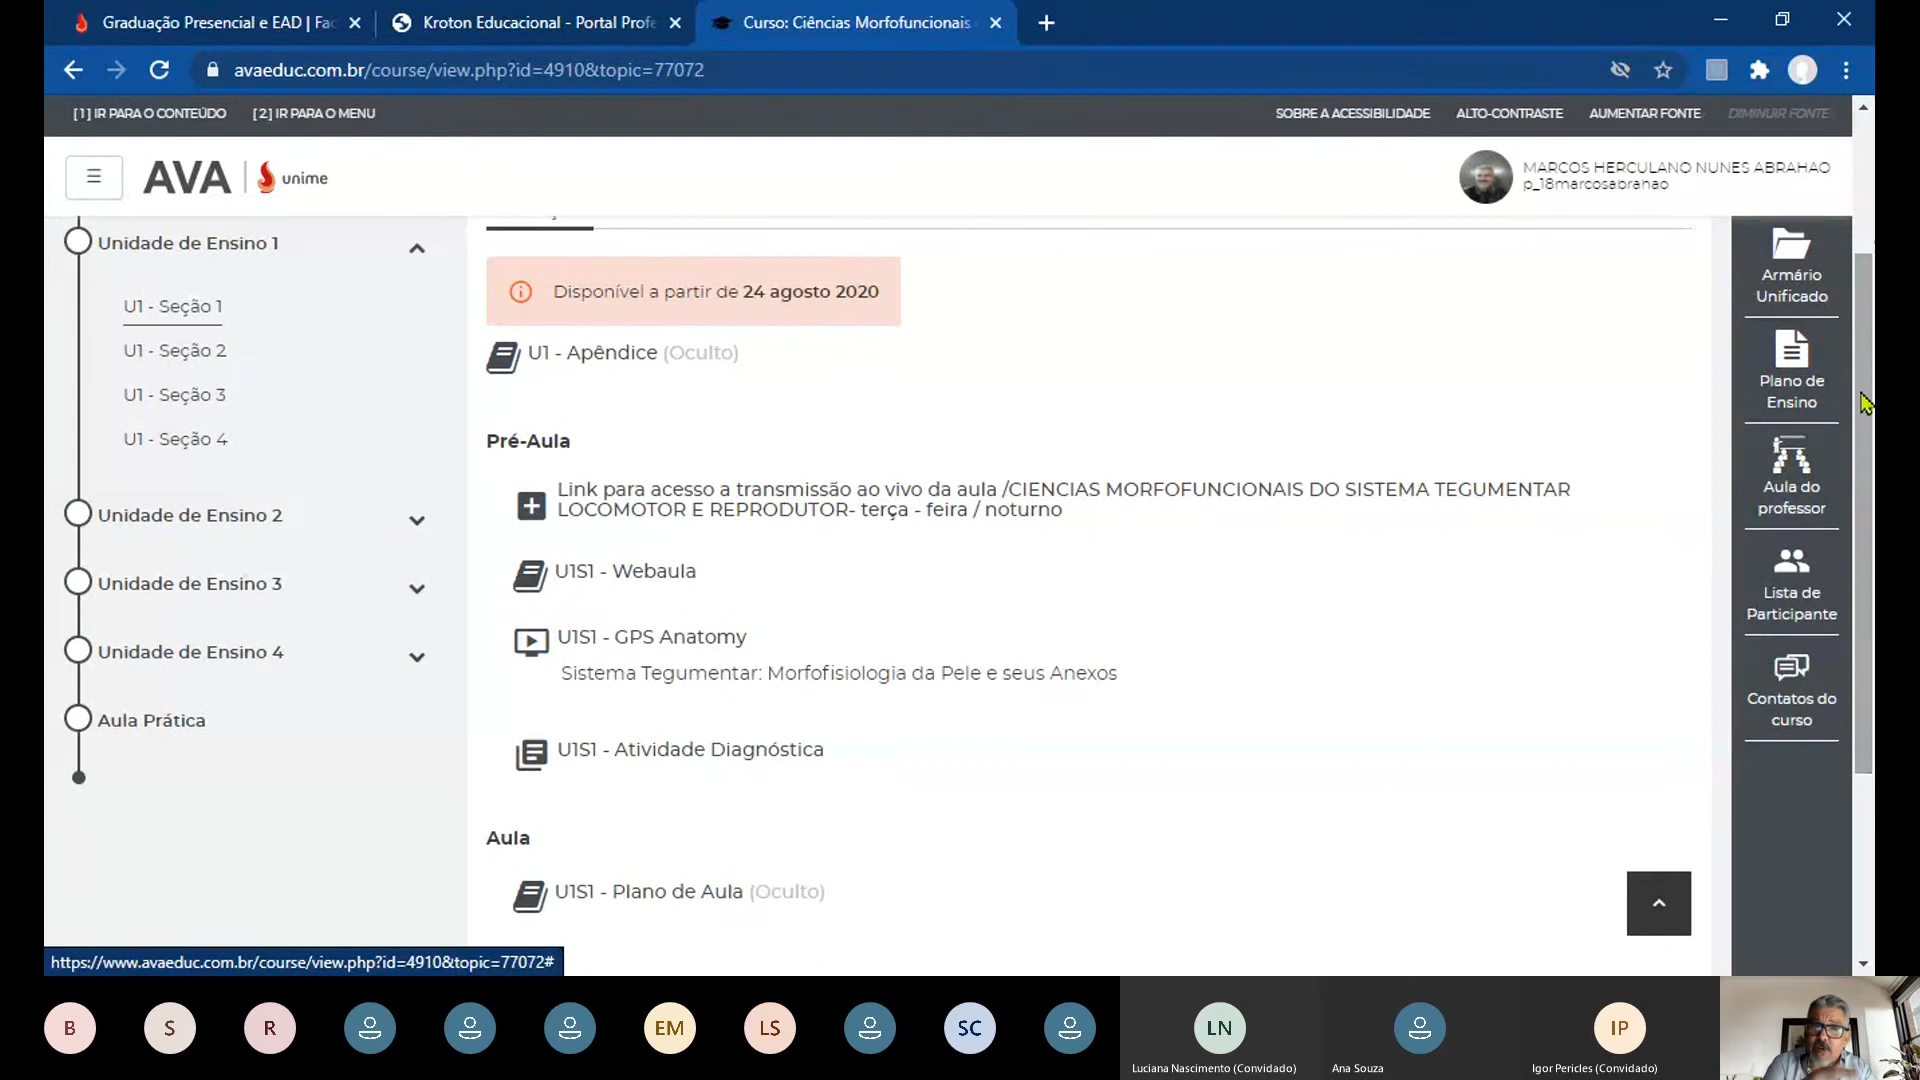 Graduação Presencial e EAD | Fac
Kroton Educacional - Portal Profe
Curso: Ciências Morfofuncionais
avaeduc.com.br/course/view.php?id=4910&topic=77072
[1] IR PARA O CONTEÚDO
[2] IR PARA O MENU
SOBRE A ACESSIBILIDADE
ALTO-CONTRASTE
AUMENTAR FONTE
DIMINUIR FONTE
AVA
unime
MARCOS HERCULANO NUNES ABRAHAO
p_18marcosabrahao
Unidade de Ensino 1
U1 - Seção 1
U1 - Seção 2
U1 - Seção 3
U1 - Seção 4
Unidade de Ensino 2
Unidade de Ensino 3
Unidade de Ensino 4
Aula Prática
Disponível a partir de 24 agosto 2020
U1 - Apêndice (Oculto)
Pré-Aula
Link para acesso a transmissão ao vivo da aula /CIENCIAS MORFOFUNCIONAIS DO SISTEMA TEGUMENTAR
LOCOMOTOR E REPRODUTOR- terça - feira / noturno
U1S1 - Webaula
U1S1 - GPS Anatomy
Sistema Tegumentar: Morfofisiologia da Pele e seus Anexos
U1S1 - Atividade Diagnóstica
Aula
U1S1 - Plano de Aula (Oculto)
Armário
Unificado
Plano de
Ensino
Aula do
professor
Lista de
Participante
Contatos do
curso
https://www.avaeduc.com.br/course/view.php?id=4910&topic=77072#
B
S
R
EM
LS
SC
LN
IP
Luciana Nascimento (Convidado)
Ana Souza
Igor Pericles (Convidado)